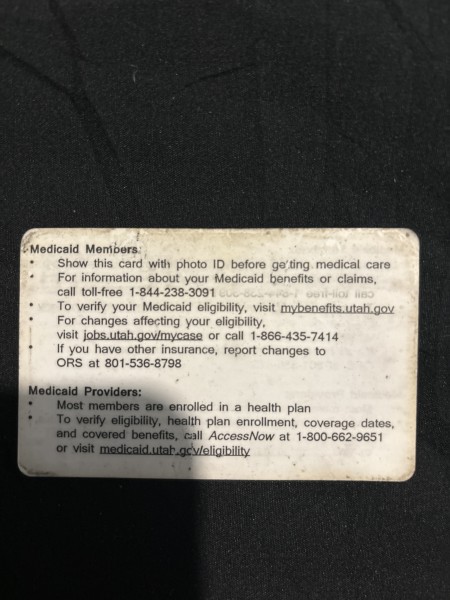 Medicaid Members:
• Show this card with photo ID before getting medical care
• For information about your Medicaid benefits or claims,
call toll-free 1-844-238-3091
• To verify your Medicaid eligibility, visit mybenefits.utah.gov
• For changes affecting your eligibility,
visit jobs.utah.gov/mycase or call 1-866-435-7414
• If you have other insurance, report changes to
ORS at 801-536-8798
Medicaid Providers:
• Most members are enrolled in a health plan
• To verify eligibility, health plan enrollment, coverage dates,
and covered benefits, call AccessNow at 1-800-662-9651
or visit medicaid.utah.gov/eligibility